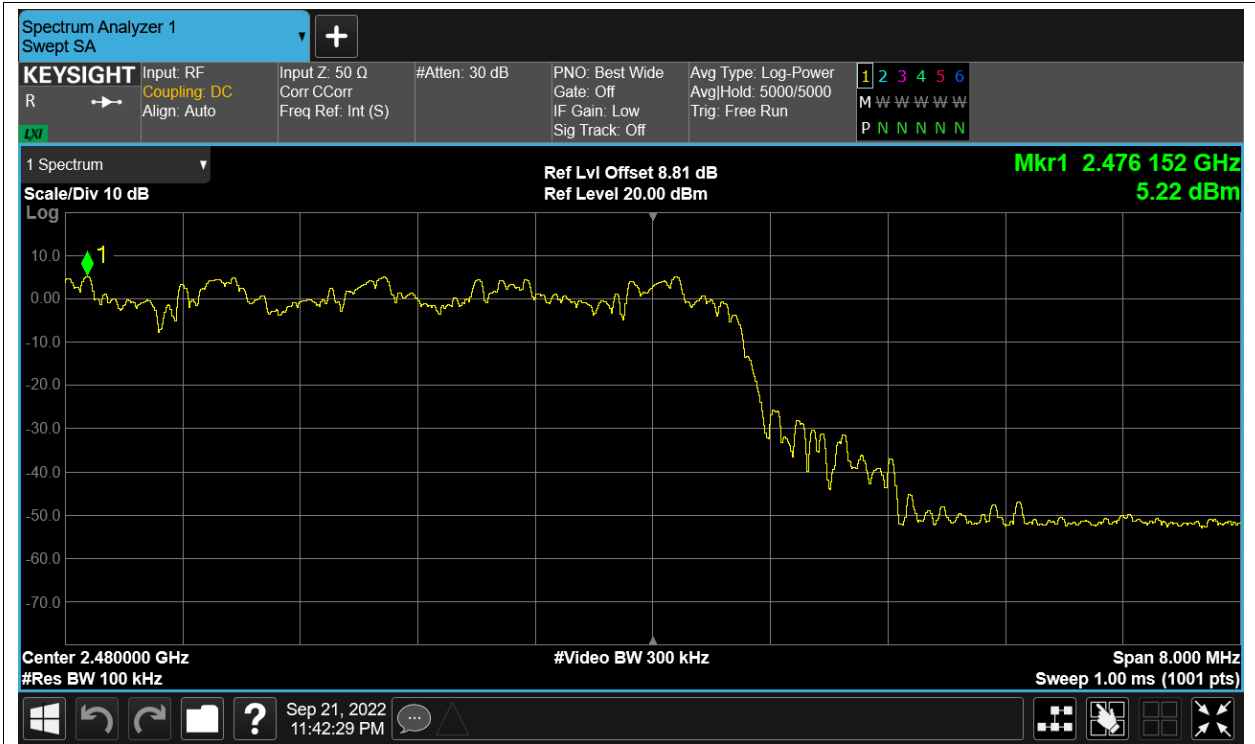 Spectrum Analyzer 1
Swept SA
KEYSIGHT
R
LXI
Input: RF
Coupling: DC
Align: Auto
Input Z: 50 Ω
Corr CCorr
Freq Ref: Int (S)
#Atten: 30 dB
PNO: Best Wide
Gate: Off
IF Gain: Low
Sig Track: Off
Avg Type: Log-Power
Avg|Hold: 5000/5000
Trig: Free Run
1 2 3 4 5 6
M W W W W W
P N N N N N
1 Spectrum
Scale/Div 10 dB
Log
Ref Lvl Offset 8.81 dB
Ref Level 20.00 dBm
Mkr1 2.476 152 GHz
5.22 dBm
1
10.0
0.00
-10.0
-20.0
-30.0
-40.0
-50.0
-60.0
-70.0
Center 2.480000 GHz
#Res BW 100 kHz
#Video BW 300 kHz
Span 8.000 MHz
Sweep 1.00 ms (1001 pts)
?
Sep 21, 2022
11:42:29 PM